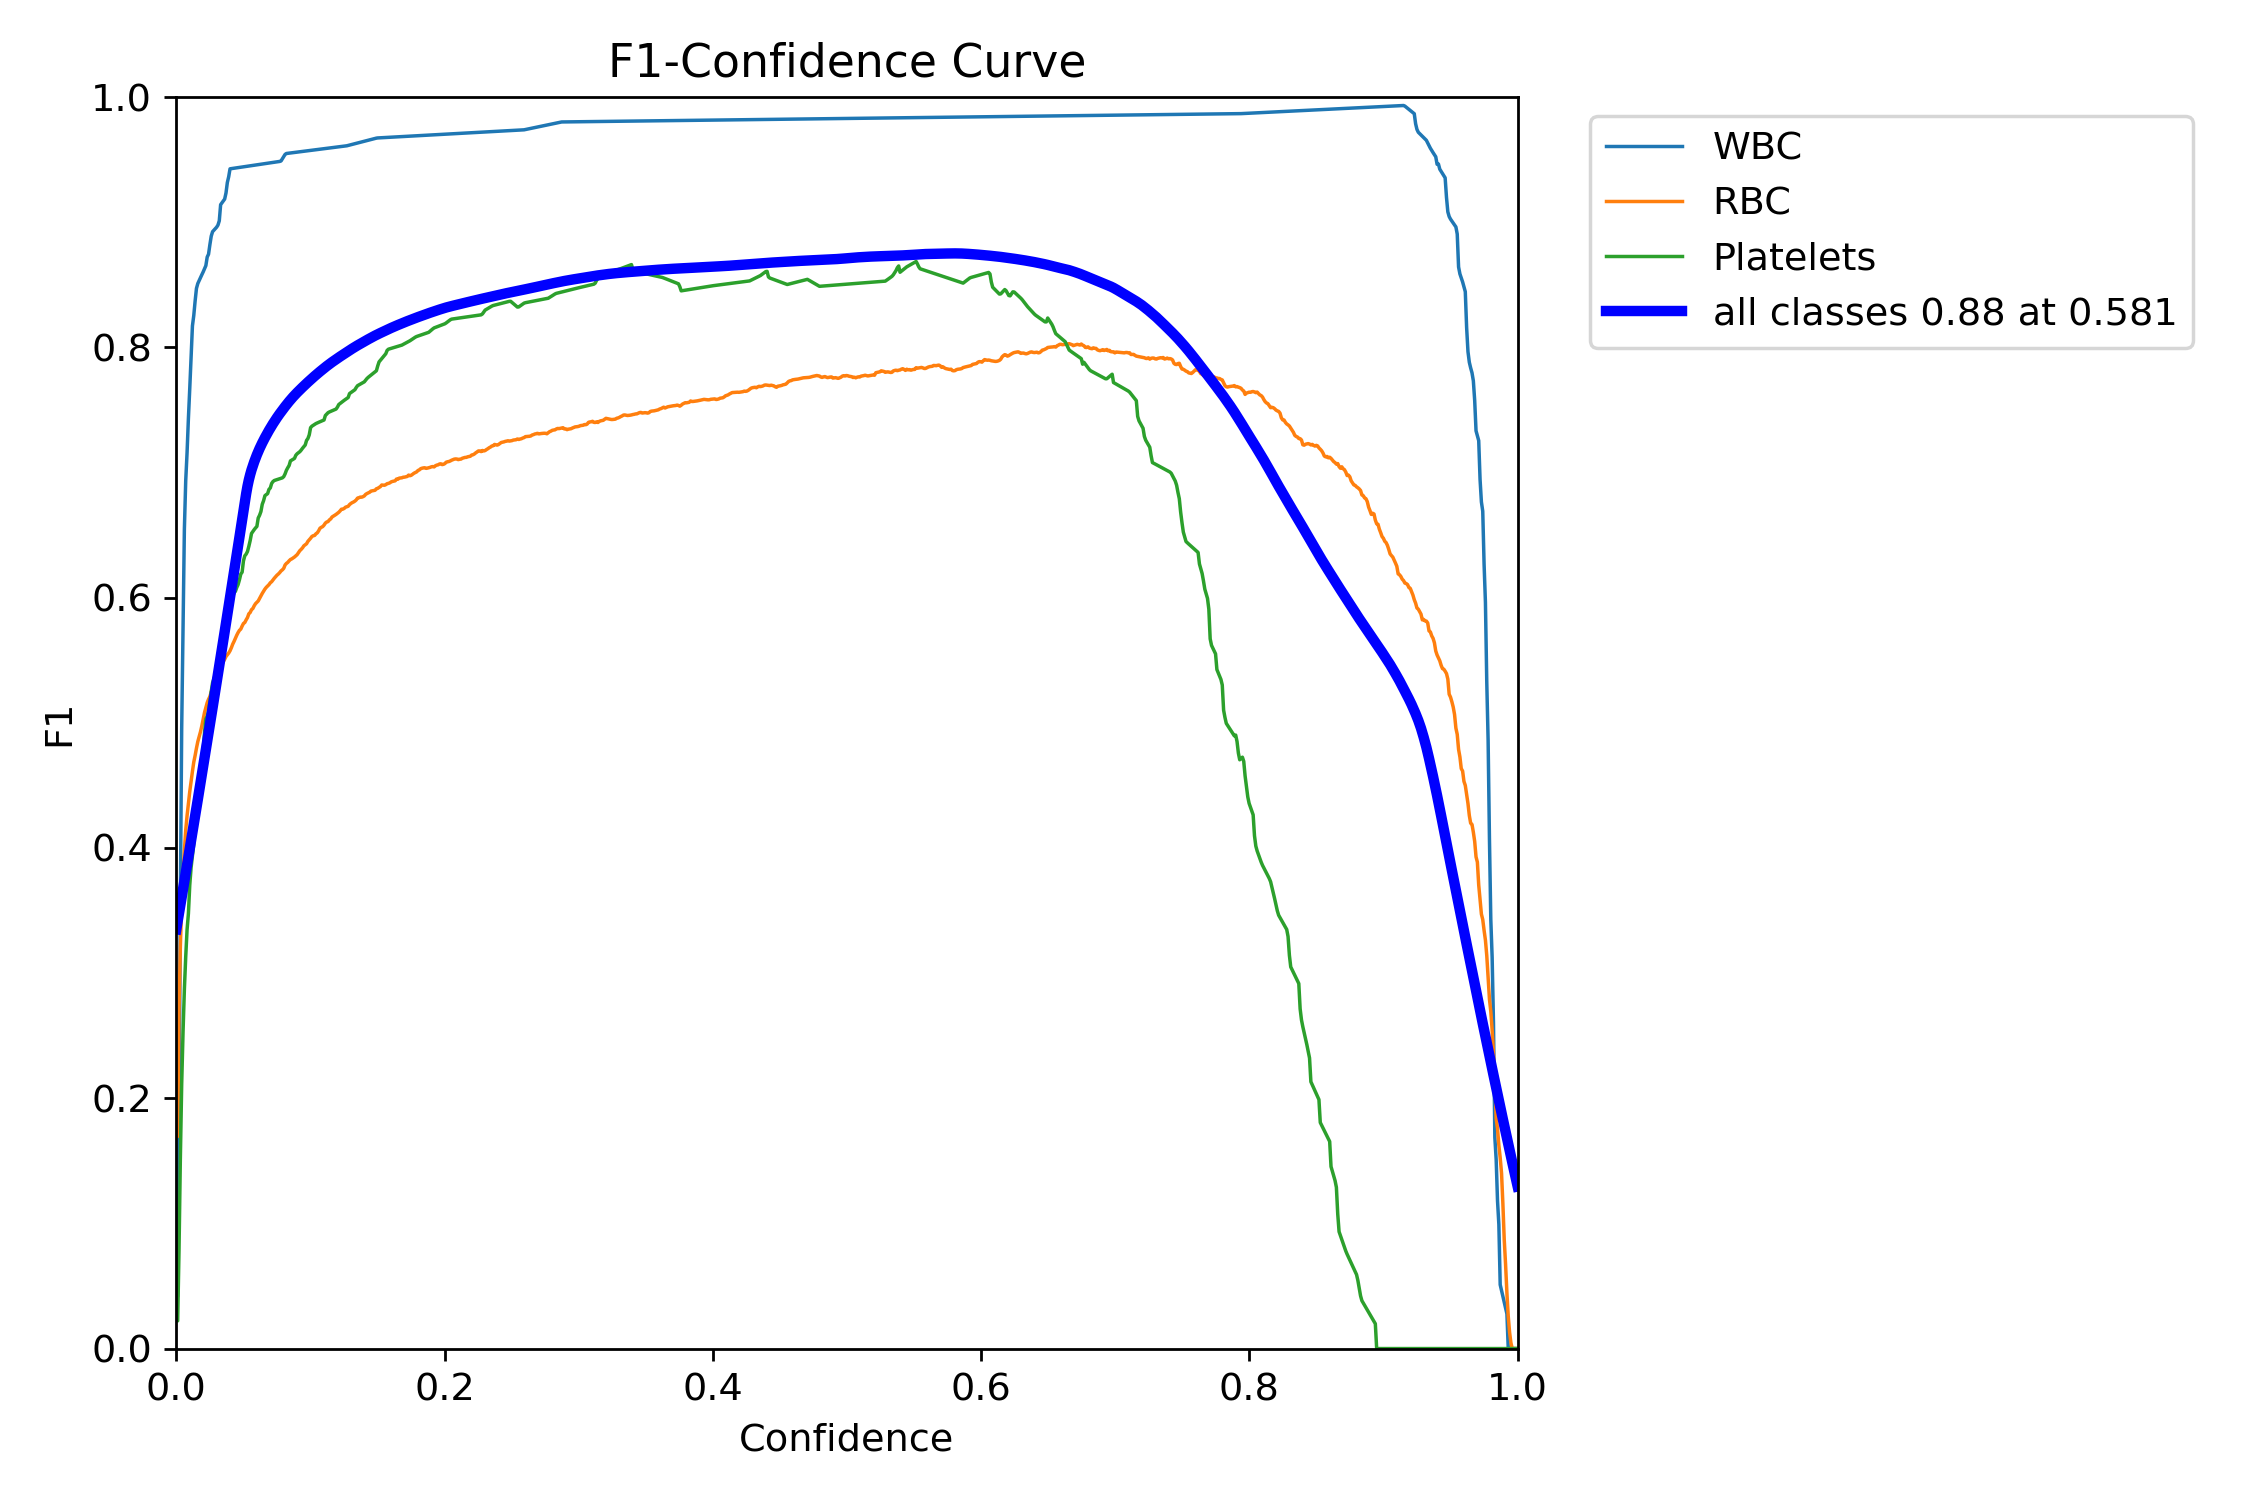 F1-Confidence Curve
1.0
0.8
0.6
0.4
0.2
0.0
F1
0.0 0.2 0.4 0.6 0.8 1.0
Confidence
WBC
RBC
Platelets
all classes 0.88 at 0.581